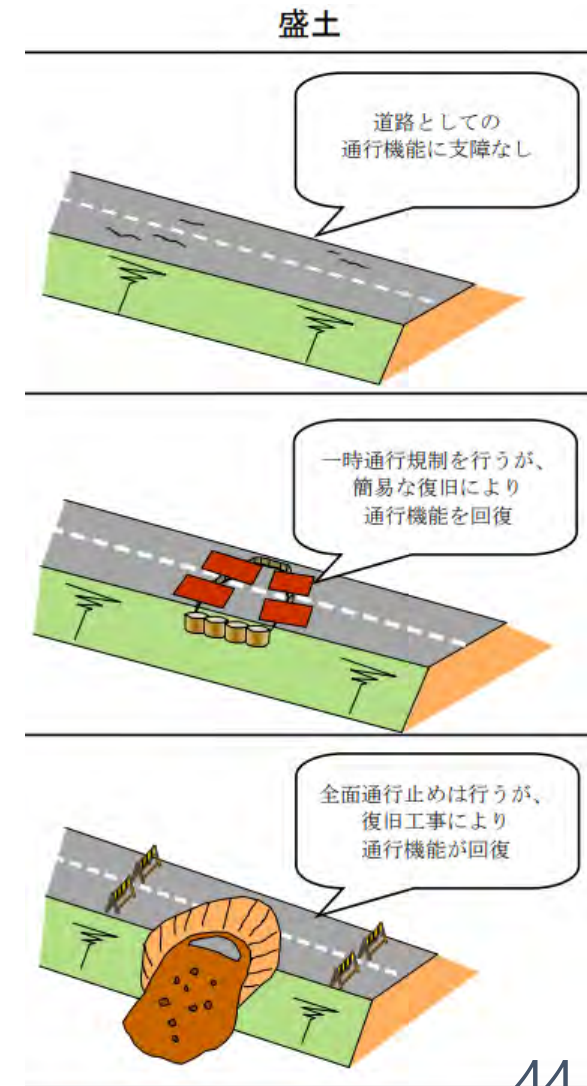 盛土
道路としての
通行機能に支障なし
一時通行規制を行うが、
簡易な復旧により
通行機能を回復
全面通行止めは行うが、
復旧工事により
通行機能が回復
44